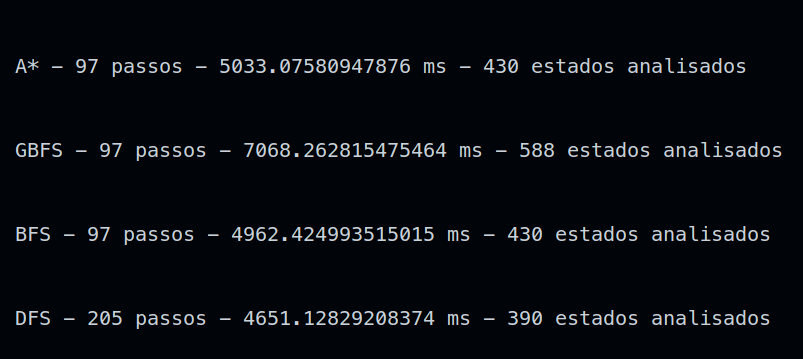 A* – 97 passos – 5033.07580947876 ms – 430 estados analisados
GBFS – 97 passos – 7068.262815475464 ms – 588 estados analisados
BFS – 97 passos – 4962.424993515015 ms – 430 estados analisados
DFS – 205 passos – 4651.12829208374 ms – 390 estados analisados